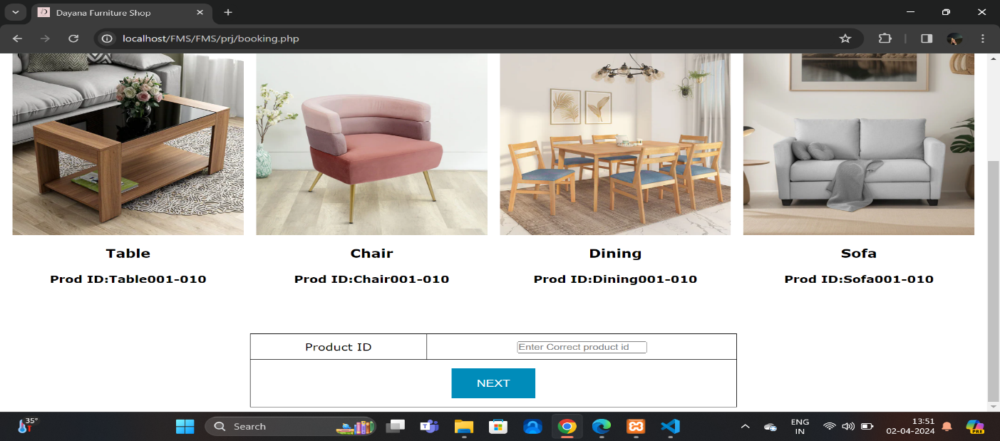 Dayana Furniture Shop
localhost/FMS/FMS/prj/booking.php
Table
Chair
Dining
Sofa
Prod ID:Table001-010
Prod ID:Chair001-010
Prod ID:Dining001-010
Prod ID:Sofa001-010
Product ID
Enter Correct product id
NEXT
35°
Search
ENG
IN
13:51
02-04-2024
PRE